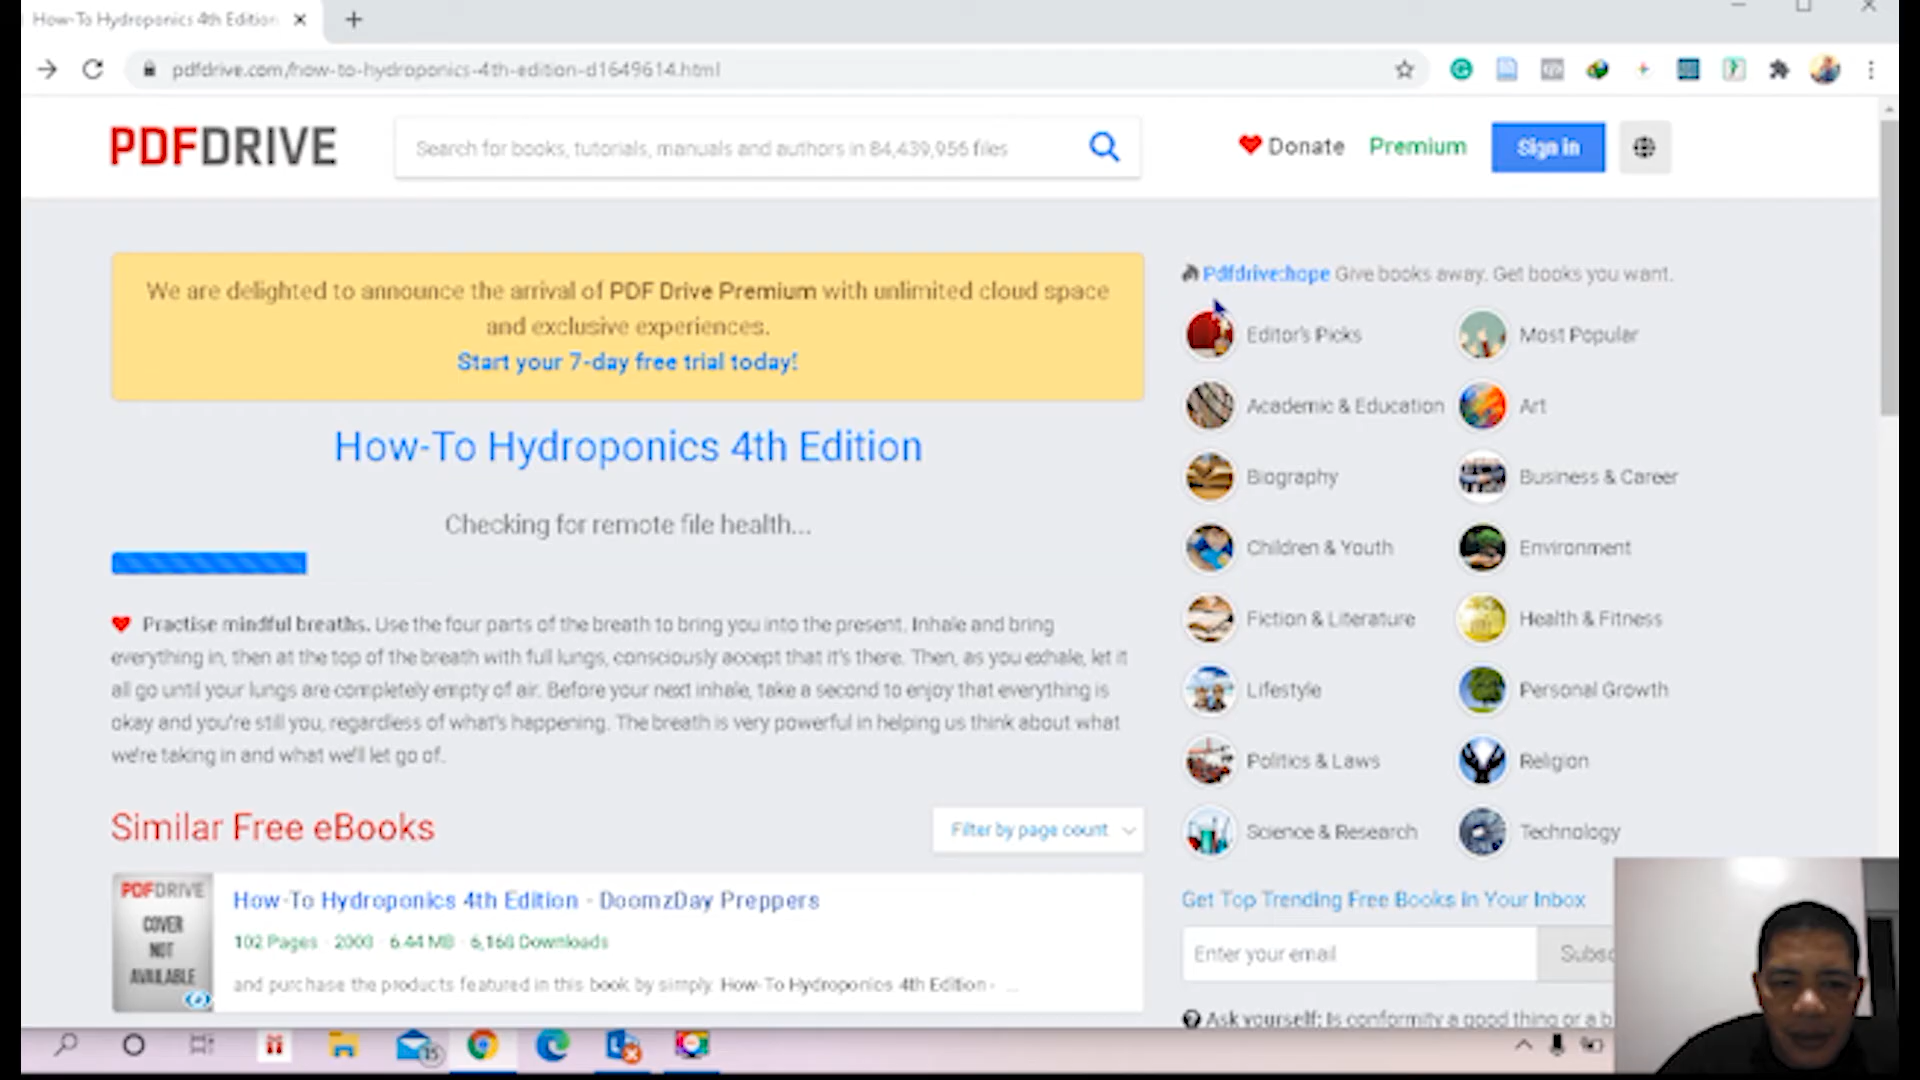 How-To Hydroponics 4th Edition
pdfdrive.com/how-to-hydroponics-4th-edition-d1649614.html
PDFDRIVE
Search for books, tutorials, manuals and authors in 84,439,956 files
Donate
Premium
Sign in
We are delighted to announce the arrival of PDF Drive Premium with unlimited cloud space
and exclusive experiences.
Start your 7-day free trial today!
How-To Hydroponics 4th Edition
Checking for remote file health...
Practise mindful breaths. Use the four parts of the breath to bring you into the present. Inhale and bring
everything in, then at the top of the breath with full lungs, consciously accept that it's there. Then, as you exhale, let it
all go until your lungs are completely empty of air. Before your next inhale, take a second to enjoy that everything is
okay and you're still you, regardless of what's happening. The breath is very powerful in helping us think about what
we're taking in and what we'll let go of.
Similar Free eBooks
Filter by page count
PDFDRIVE
COVER
NOT
AVAILABLE
How-To Hydroponics 4th Edition - DoomzDay Preppers
102 Pages · 2003 · 6.44 MB · 6,168 Downloads
and purchase the products featured in this book by simply. How-To Hydroponics 4th Edition - ...
Pdfdrive:hope Give books away. Get books you want.
Editor's Picks
Most Popular
Academic & Education
Art
Biography
Business & Career
Children & Youth
Environment
Fiction & Literature
Health & Fitness
Lifestyle
Personal Growth
Politics & Laws
Religion
Science & Research
Technology
Get Top Trending Free Books in Your Inbox
Enter your email
Subsc
Ask yourself: Is conformity a good thing or a b
15